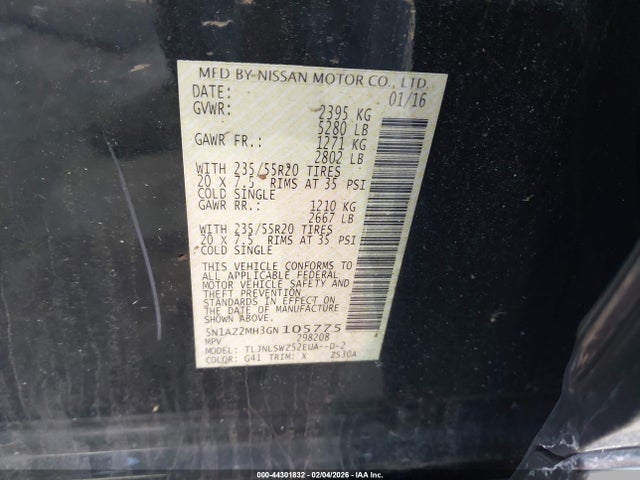 MFD BY NISSAN MOTOR CO., LTD.
DATE: 01/16
GVWR: 2395 KG
5280 LB
GAWR FR.: 1271 KG
2802 LB
WITH 235/55R20 TIRES
20 X 7.5 RIMS AT 35 PSI
COLD SINGLE
GAWR RR.: 1210 KG
2667 LB
WITH 235/55R20 TIRES
20 X 7.5 RIMS AT 35 PSI
COLD SINGLE
THIS VEHICLE CONFORMS TO
ALL APPLICABLE FEDERAL
MOTOR VEHICLE SAFETY AND
THEFT PREVENTION
STANDARDS IN EFFECT ON
THE DATE OF MANUFACTURE
SHOWN ABOVE.
5N1AZ2MH3GN105775
MPV 298208
MODEL: TLJNLSWZ52EUA--D-2
COLOR: G41 TRIM: X ZS30A
000-44301832 - 02/04/2026 - IAA Inc.